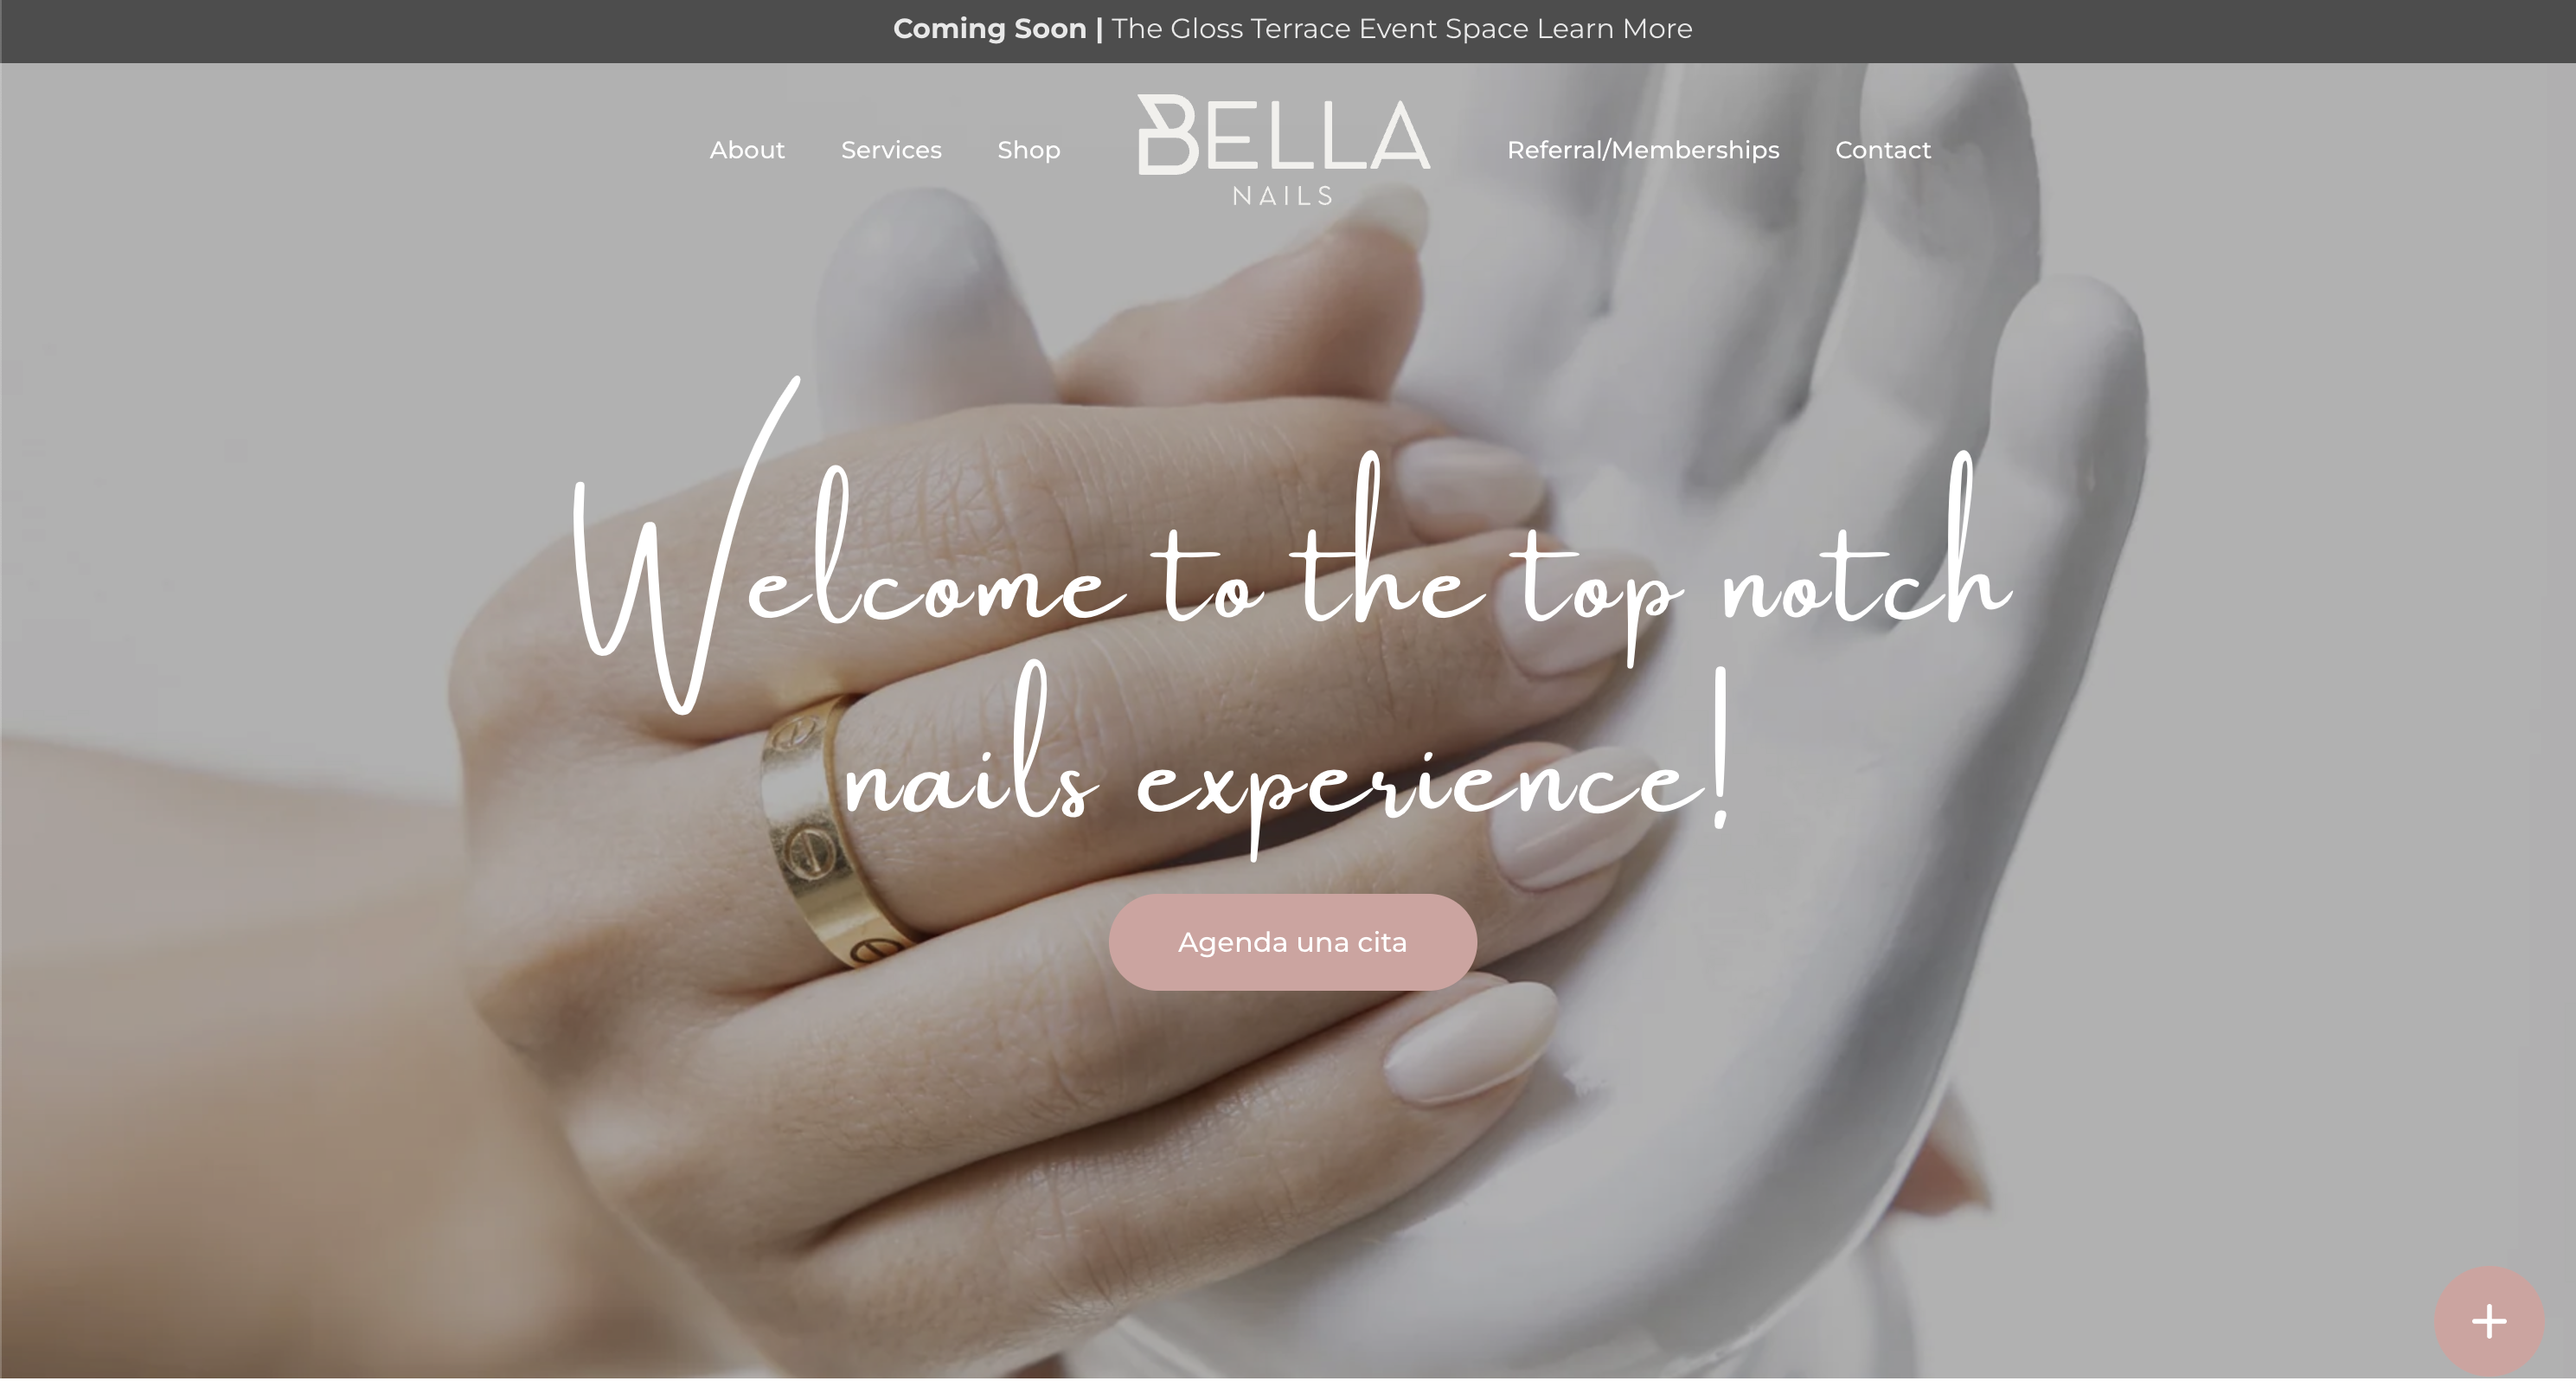 Coming Soon | The Gloss Terrace Event Space Learn More
About Services Shop BELLA NAILS Referral/Memberships Contact
Welcome to the top notch
nails experience!
Agenda una cita
+